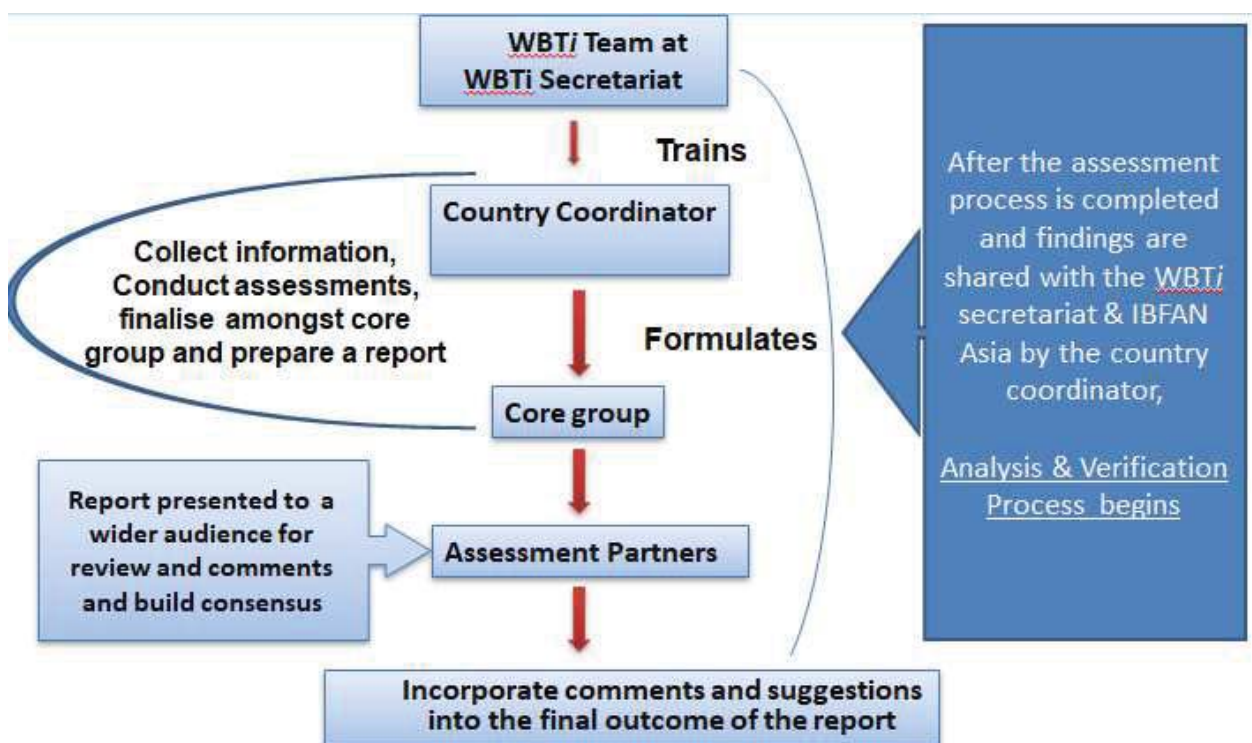 WBTi Team at
WBTi Secretariat
Trains
Country Coordinator
Collect information,
Conduct assessments,
finalise amongst core
group and prepare a report
Formulates
Core group
Report presented to a
wider audience for
review and comments
and build consensus
Assessment Partners
Incorporate comments and suggestions
into the final outcome of the report
After the assessment
process is completed
and findings are
shared with the WBTi
secretariat & IBFAN
Asia by the country
coordinator,
Analysis & Verification
Process begins